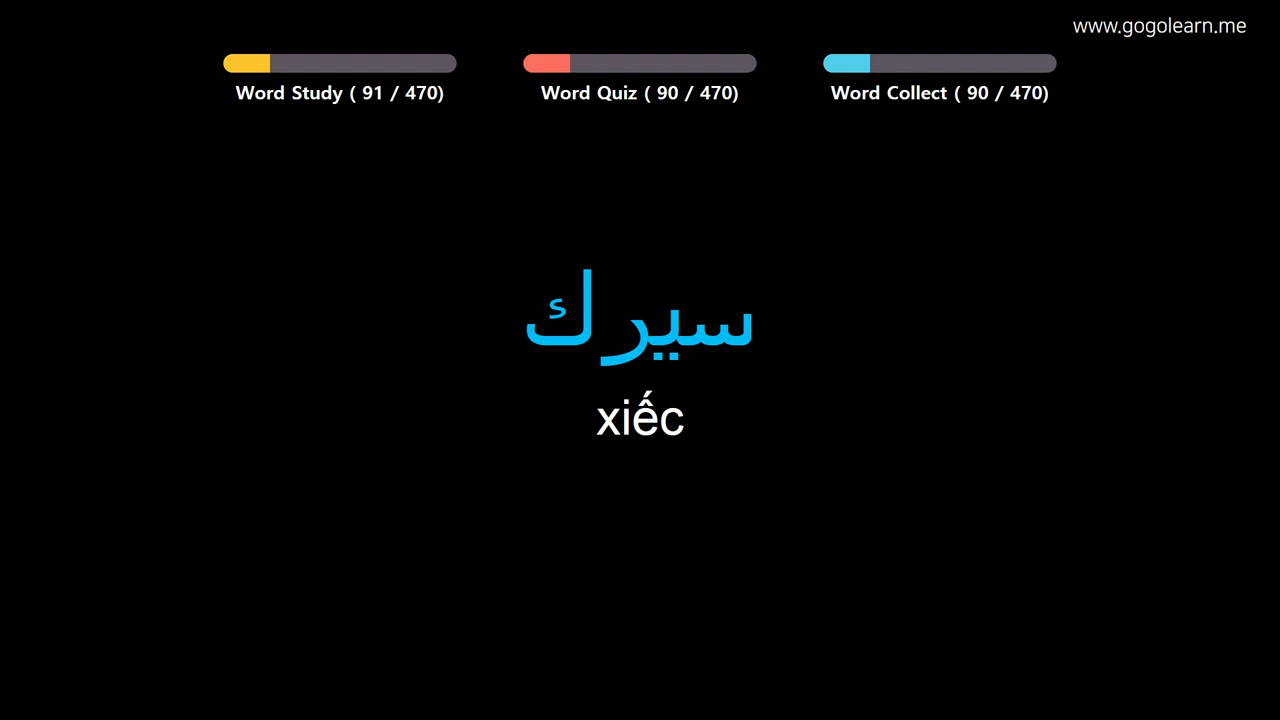 www.gogolearn.me
Word Study ( 91 / 470)
Word Quiz ( 90 / 470)
Word Collect ( 90 / 470)
سيرك
xiếc